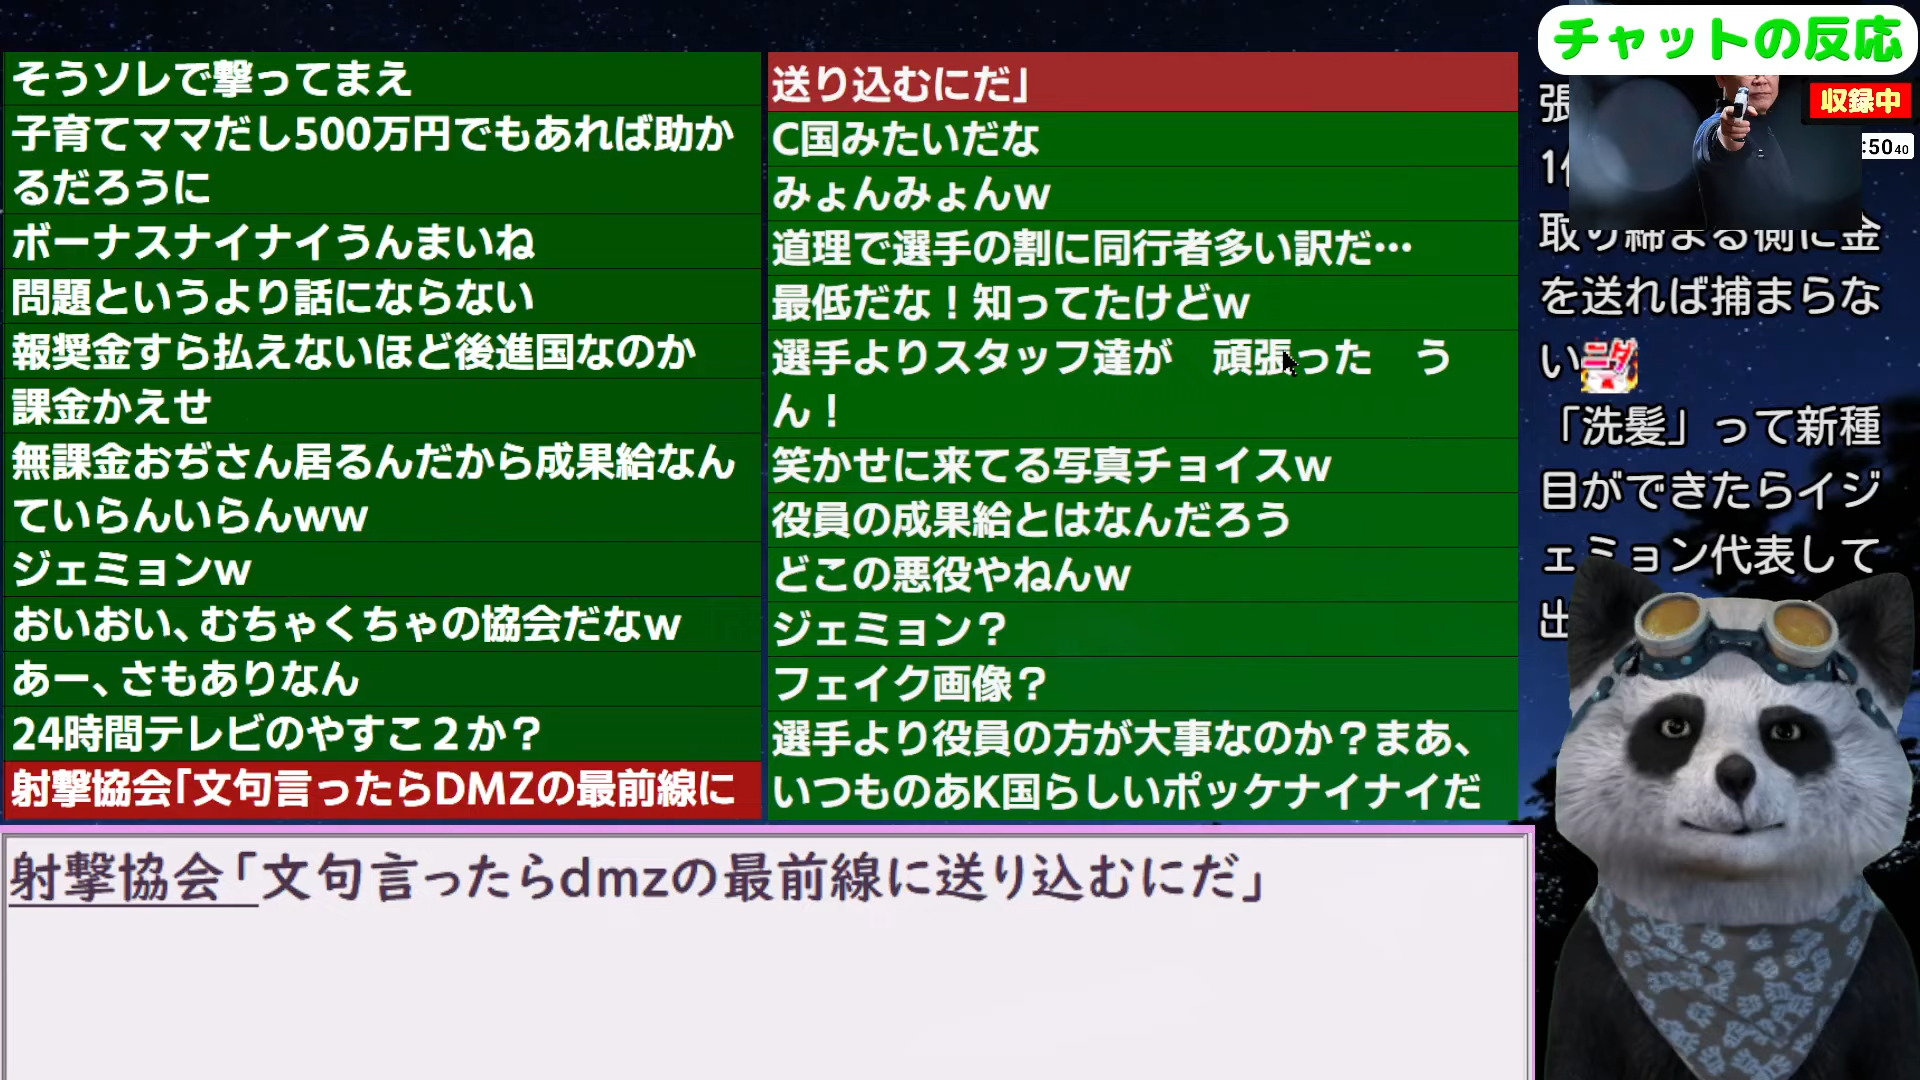 そうソレで撃ってまえ
子育てママだし500万円でもあれば助か
るだろうに
ボーナスナイナイうんまいね
問題というより話にならない
報奨金すら払えないほど後進国なのか
課金かえせ
無課金おぢさん居るんだから成果給なん
ていらんいらんww
ジェミョンw
おいおい、むちゃくちゃの協会だなw
あー、さもありなん
24時間テレビのやすこ２か？
射撃協会「文句言ったらDMZの最前線に
送り込むにだ」
C国みたいだな
みょんみょんw
道理で選手の割に同行者多い訳だ…
最低だな！知ってたけどw
選手よりスタッフ達が　頑張った　う
ん！
笑かせに来てる写真チョイスw
役員の成果給とはなんだろう
どこの悪役やねんw
ジェミョン？
フェイク画像？
選手より役員の方が大事なのか？まあ、
いつものあK国らしいポッケナイナイだ
チャットの反応
収録中
:5040
張
取り締まる側に金
を送れば捕まらな
いニダ
「洗髪」って新種
目ができたらイジ
ェミョン代表して
出
射撃協会「文句言ったらdmzの最前線に送り込むにだ」